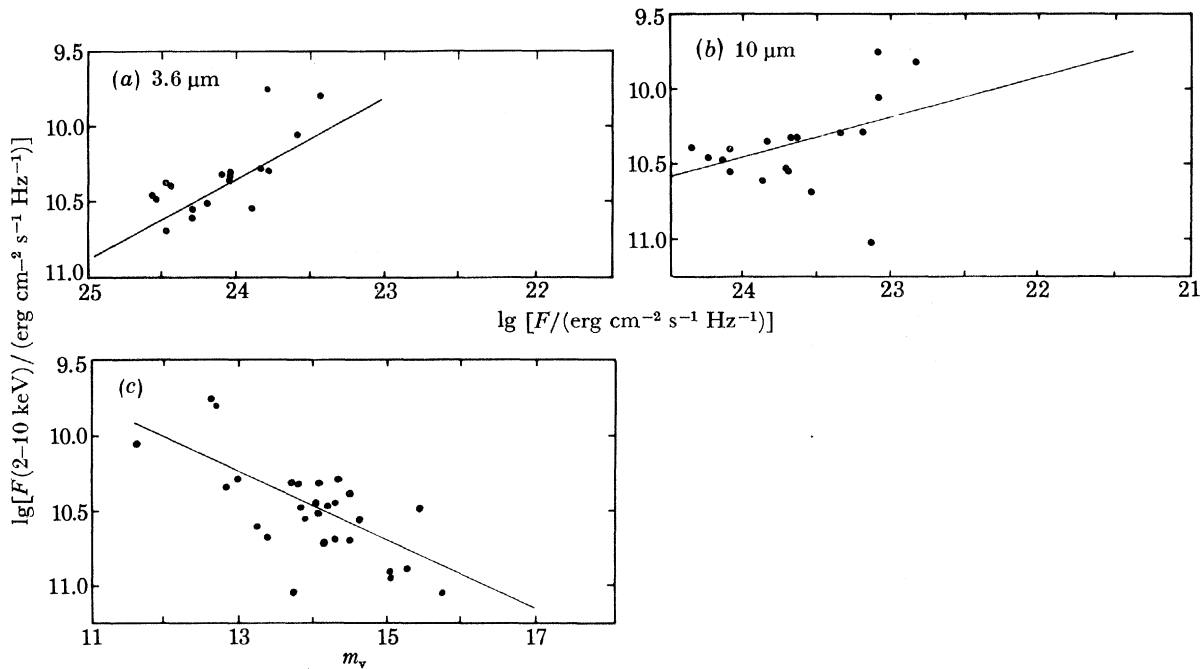 lg[F(2–10 keV)/(erg cm⁻² s⁻¹ Hz⁻¹)]
(a) 3.6 μm
9.5
10.0
10.5
11.0
25 24 23 22
(b) 10 μm
9.5
10.0
10.5
11.0
24 23 22 21
lg [F/(erg cm⁻² s⁻¹ Hz⁻¹)]
(c)
9.5
10.0
10.5
11.0
11 13 15 17
mᵥ